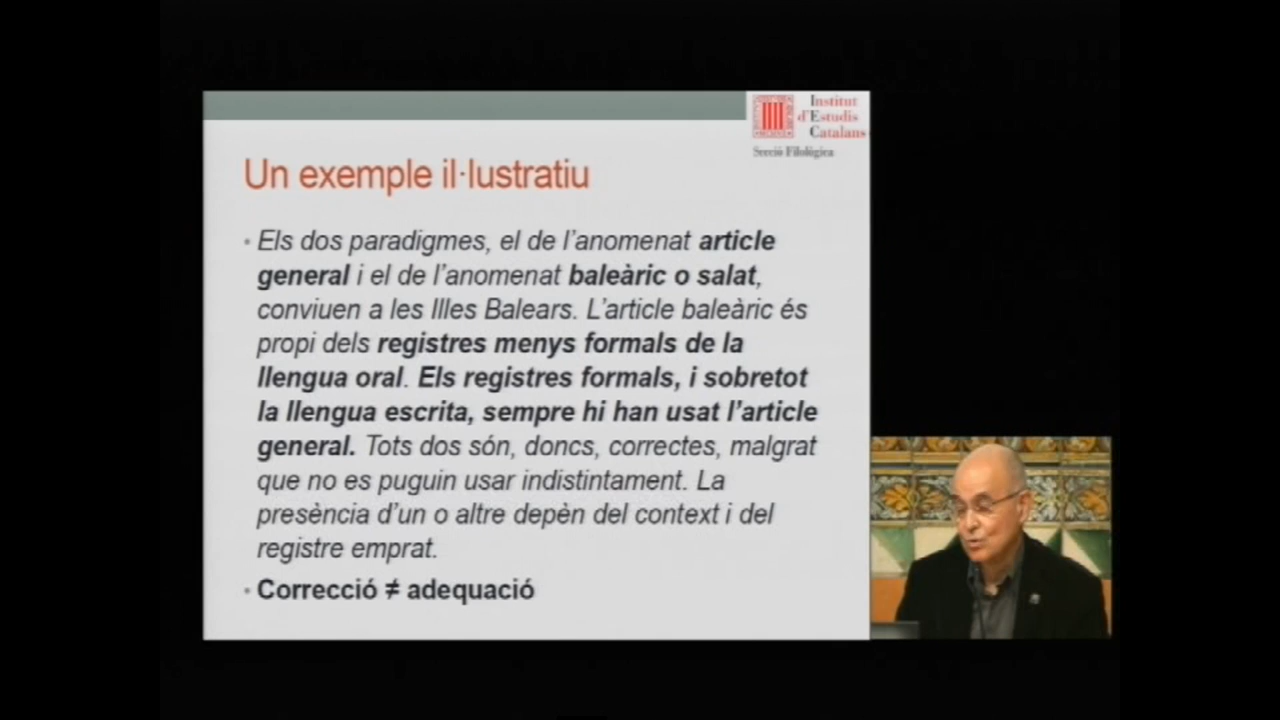 Institut
d'Estudis
Catalans
Secció Filològica
Un exemple il·lustratiu
• Els dos paradigmes, el de l'anomenat article
general i el de l'anomenat baleàric o salat,
conviuen a les Illes Balears. L'article baleàric és
propi dels registres menys formals de la
llengua oral. Els registres formals, i sobretot
la llengua escrita, sempre hi han usat l'article
general. Tots dos són, doncs, correctes, malgrat
que no es puguin usar indistintament. La
presència d'un o altre depèn del context i del
registre emprat.
• Correcció ≠ adequació